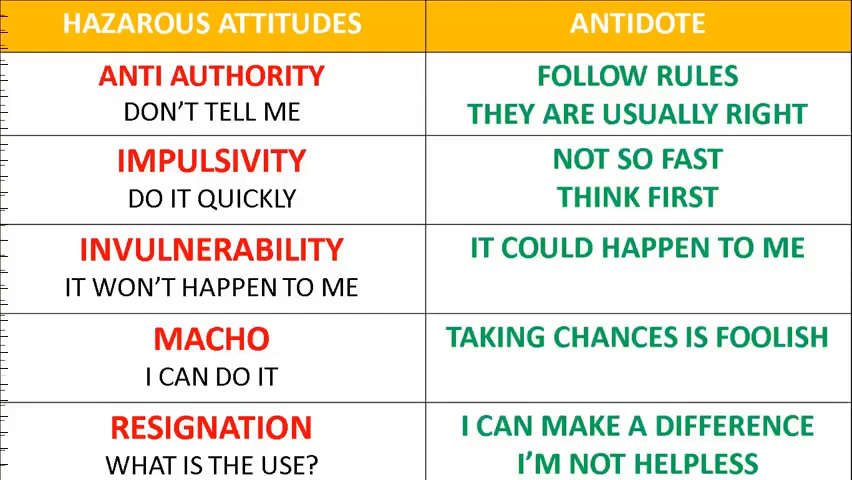 HAZAROUS ATTITUDES
ANTIDOTE
ANTI AUTHORITY
DON'T TELL ME
FOLLOW RULES
THEY ARE USUALLY RIGHT
IMPULSIVITY
DO IT QUICKLY
NOT SO FAST
THINK FIRST
INVULNERABILITY
IT WON'T HAPPEN TO ME
IT COULD HAPPEN TO ME
MACHO
I CAN DO IT
TAKING CHANCES IS FOOLISH
RESIGNATION
WHAT IS THE USE?
I CAN MAKE A DIFFERENCE
I'M NOT HELPLESS